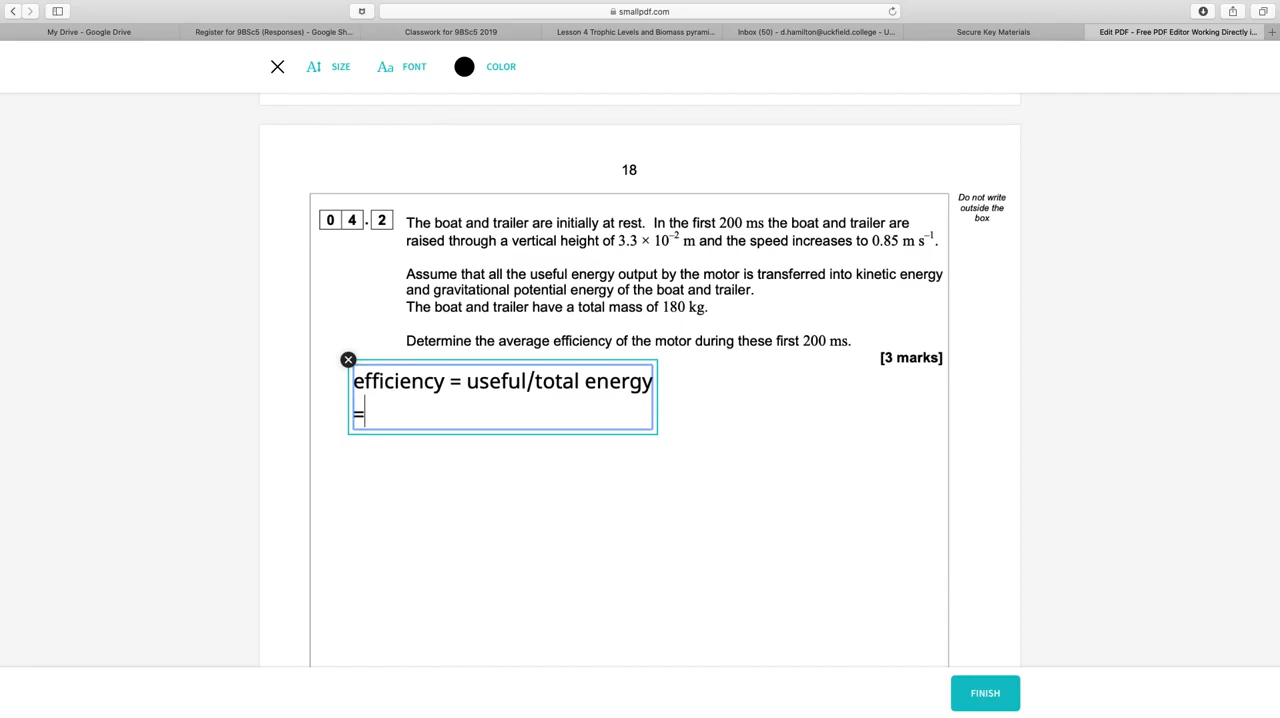 smallpdf.com
My Drive - Google Drive
Register for 9BSc5 (Responses) - Google Sh...
Classwork for 9BSc5 2019
Lesson 4 Trophic Levels and Biomass pyrami...
Inbox (50) - d.hamilton@uckfield.college - U...
Secure Key Materials
Edit PDF - Free PDF Editor Working Directly i...
SIZE
Aa FONT
COLOR
18
Do not write
outside the
box
0 4 . 2
The boat and trailer are initially at rest. In the first 200 ms the boat and trailer are
raised through a vertical height of 3.3 × 10⁻² m and the speed increases to 0.85 m s⁻¹.
Assume that all the useful energy output by the motor is transferred into kinetic energy
and gravitational potential energy of the boat and trailer.
The boat and trailer have a total mass of 180 kg.
Determine the average efficiency of the motor during these first 200 ms.
[3 marks]
efficiency = useful/total energy
=
FINISH